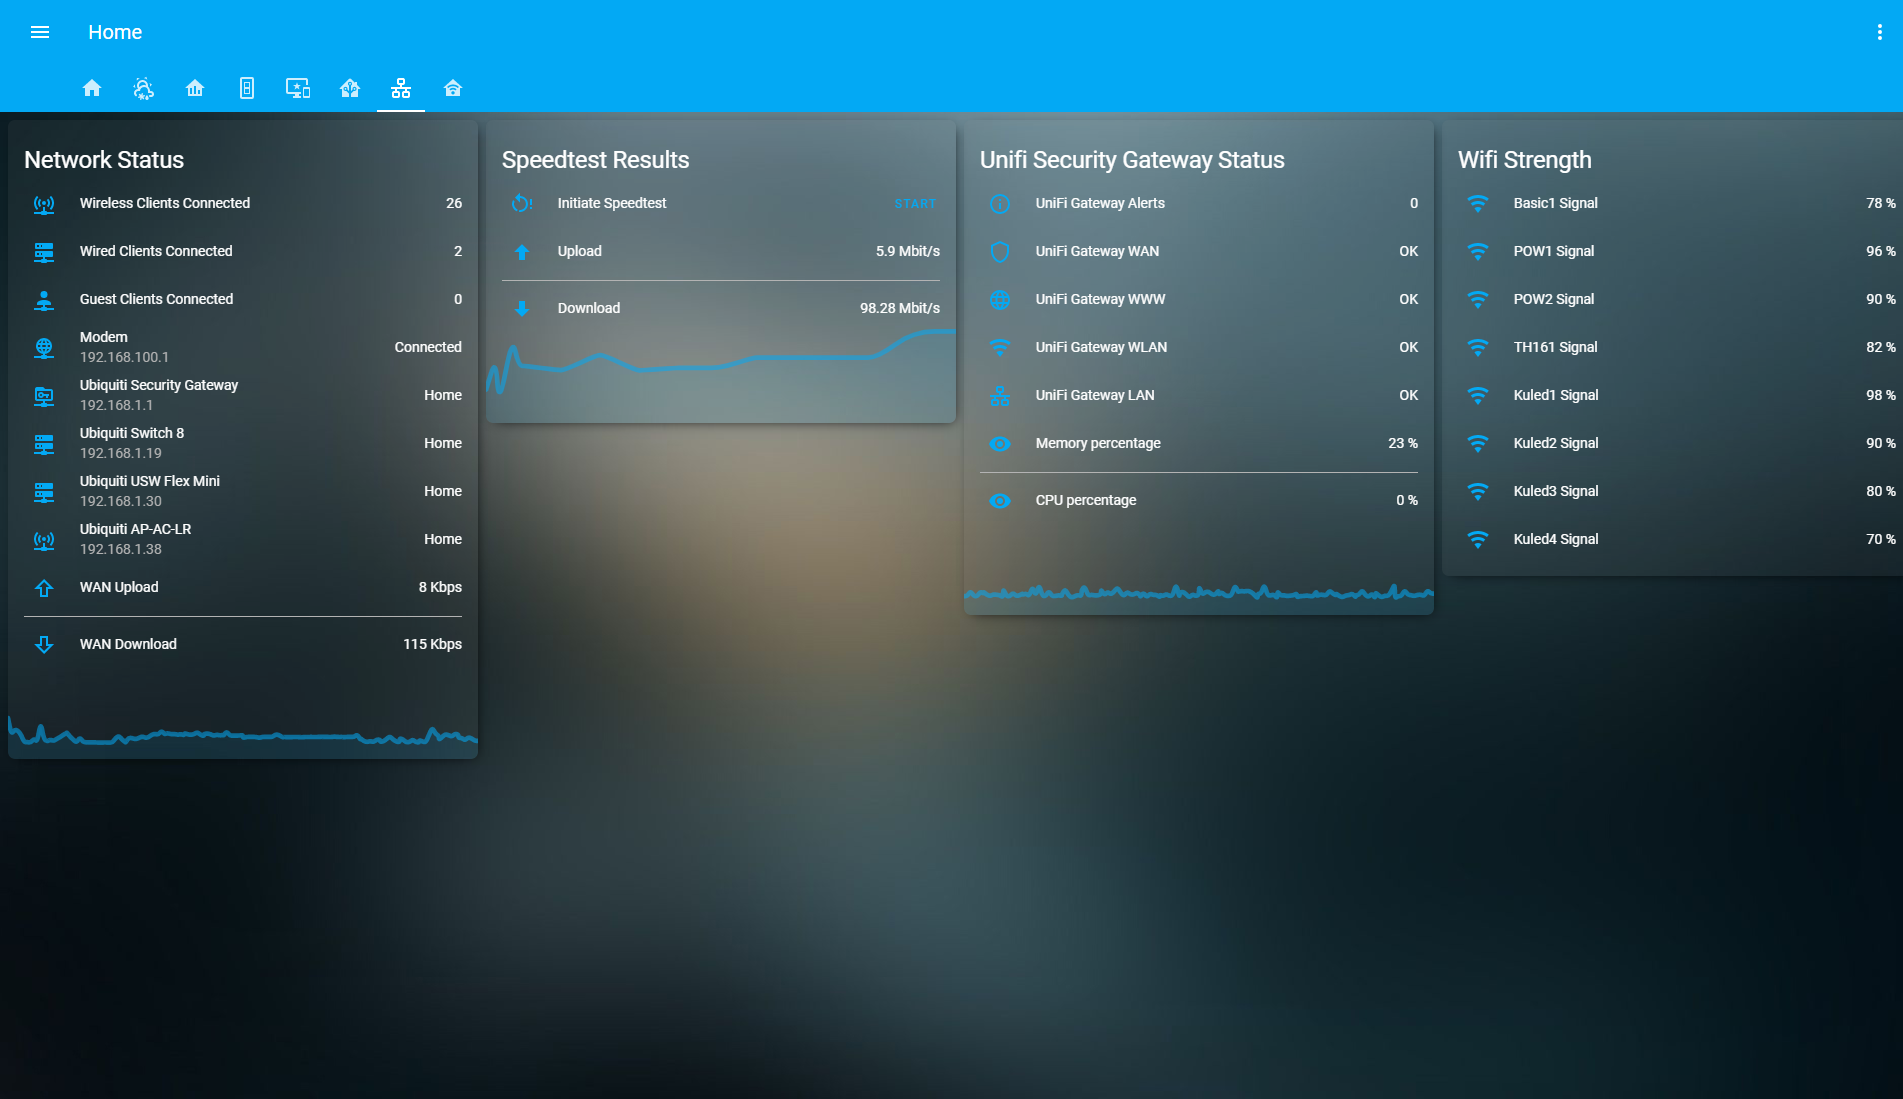 Home
Network Status
Wireless Clients Connected 26
Wired Clients Connected 2
Guest Clients Connected 0
Modem
192.168.100.1
Connected
Ubiquiti Security Gateway
192.168.1.1
Home
Ubiquiti Switch 8
192.168.1.19
Home
Ubiquiti USW Flex Mini
192.168.1.30
Home
Ubiquiti AP-AC-LR
192.168.1.38
Home
WAN Upload 8 Kbps
WAN Download 115 Kbps
Speedtest Results
Initiate Speedtest START
Upload 5.9 Mbit/s
Download 98.28 Mbit/s
Unifi Security Gateway Status
UniFi Gateway Alerts 0
UniFi Gateway WAN OK
UniFi Gateway WWW OK
UniFi Gateway WLAN OK
UniFi Gateway LAN OK
Memory percentage 23 %
CPU percentage 0 %
Wifi Strength
Basic1 Signal 78 %
POW1 Signal 96 %
POW2 Signal 90 %
TH161 Signal 82 %
Kuled1 Signal 98 %
Kuled2 Signal 90 %
Kuled3 Signal 80 %
Kuled4 Signal 70 %